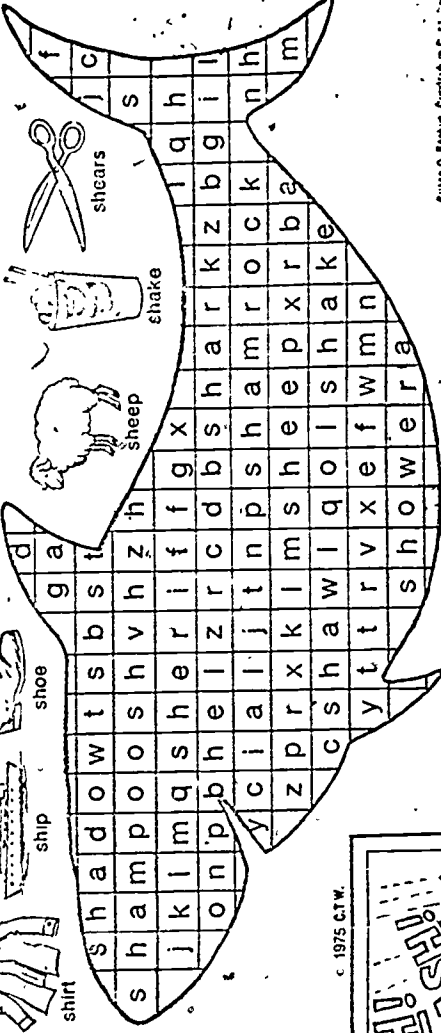 shirt ship shoe sheep shake shears
d
g a f
s h a d o w t s b s t j c
s h a m p o o s h v h z h s
j k l m q s h e r i f f g x l q h
o n p b h e l z r c d b s h a r k z b g i l
y c i a l j t n p s h a m r o c k n h
z p r x k l m s h e e p x r b a m
c s h a w l q o l s h a k e
y t t r v x e f w m n
s h o w e r a
© 1975 C.T.W.